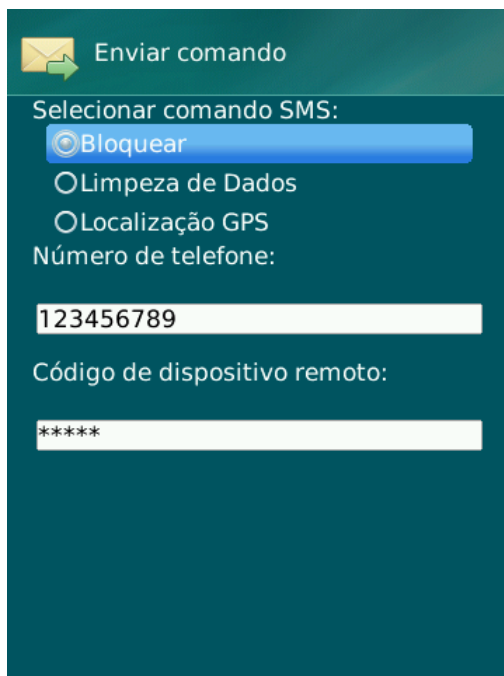 Enviar comando
Selecionar comando SMS:
Bloquear
Limpeza de Dados
Localização GPS
Número de telefone:
123456789
Código de dispositivo remoto:
*****